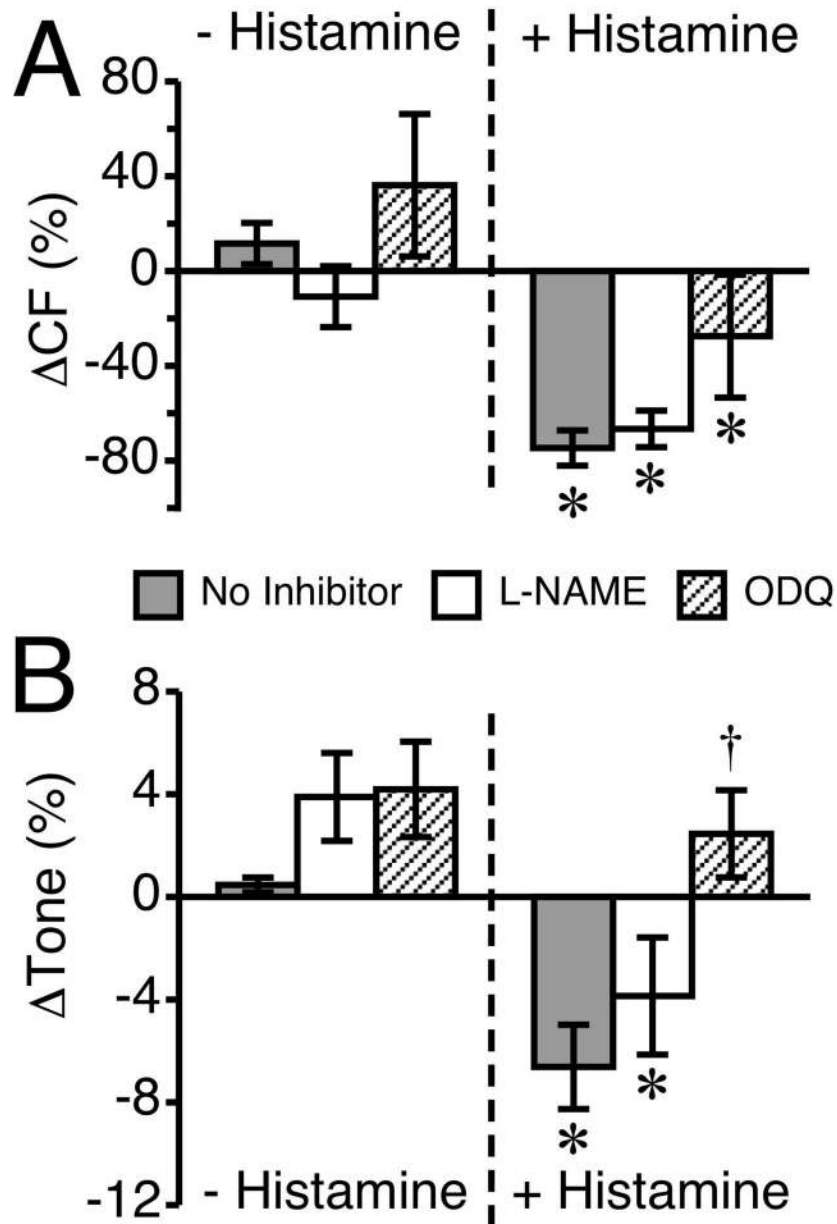 A
- Histamine + Histamine
80
40
0
-40
-80
ΔCF (%)
* * *
No Inhibitor L-NAME ODQ
B
8
4
0
-4
-8
-12
ΔTone (%)
†
* *
- Histamine + Histamine